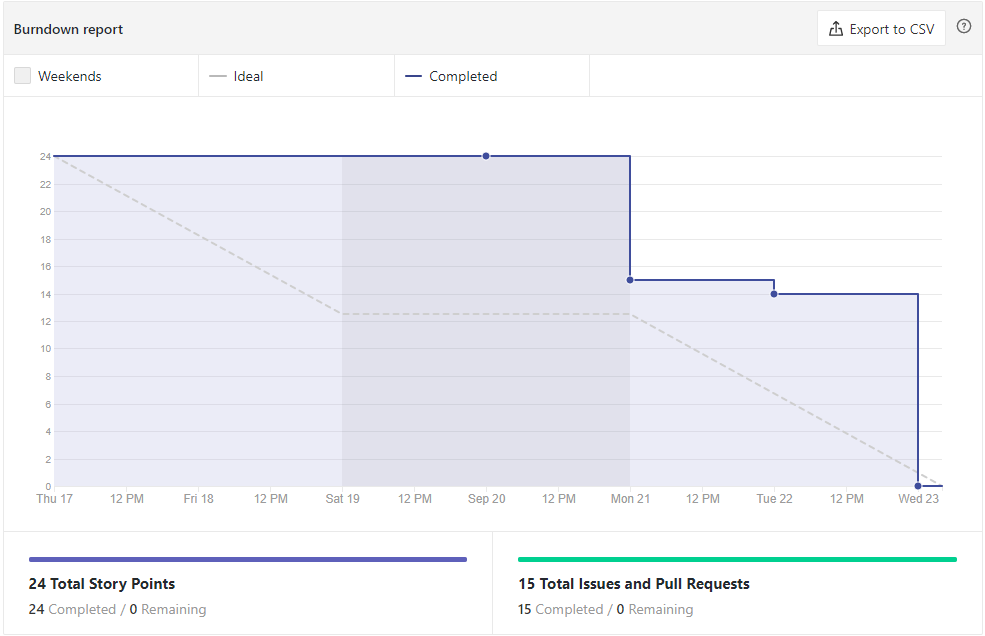 Burndown report
Export to CSV
Weekends
Ideal
Completed
24
22
20
18
16
14
12
10
8
6
4
2
0
Thu 17 12 PM Fri 18 12 PM Sat 19 12 PM Sep 20 12 PM Mon 21 12 PM Tue 22 12 PM Wed 23
24 Total Story Points
24 Completed / 0 Remaining
15 Total Issues and Pull Requests
15 Completed / 0 Remaining